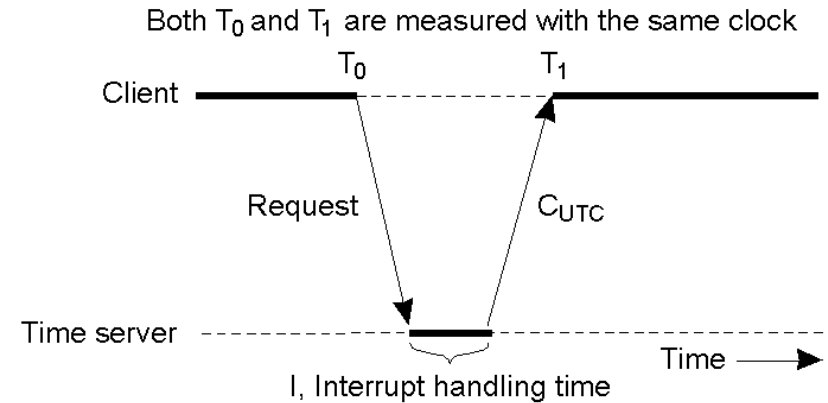 Both T0 and T1 are measured with the same clock
T0
T1
Client
Request
CUTC
Time server
Time
I, Interrupt handling time